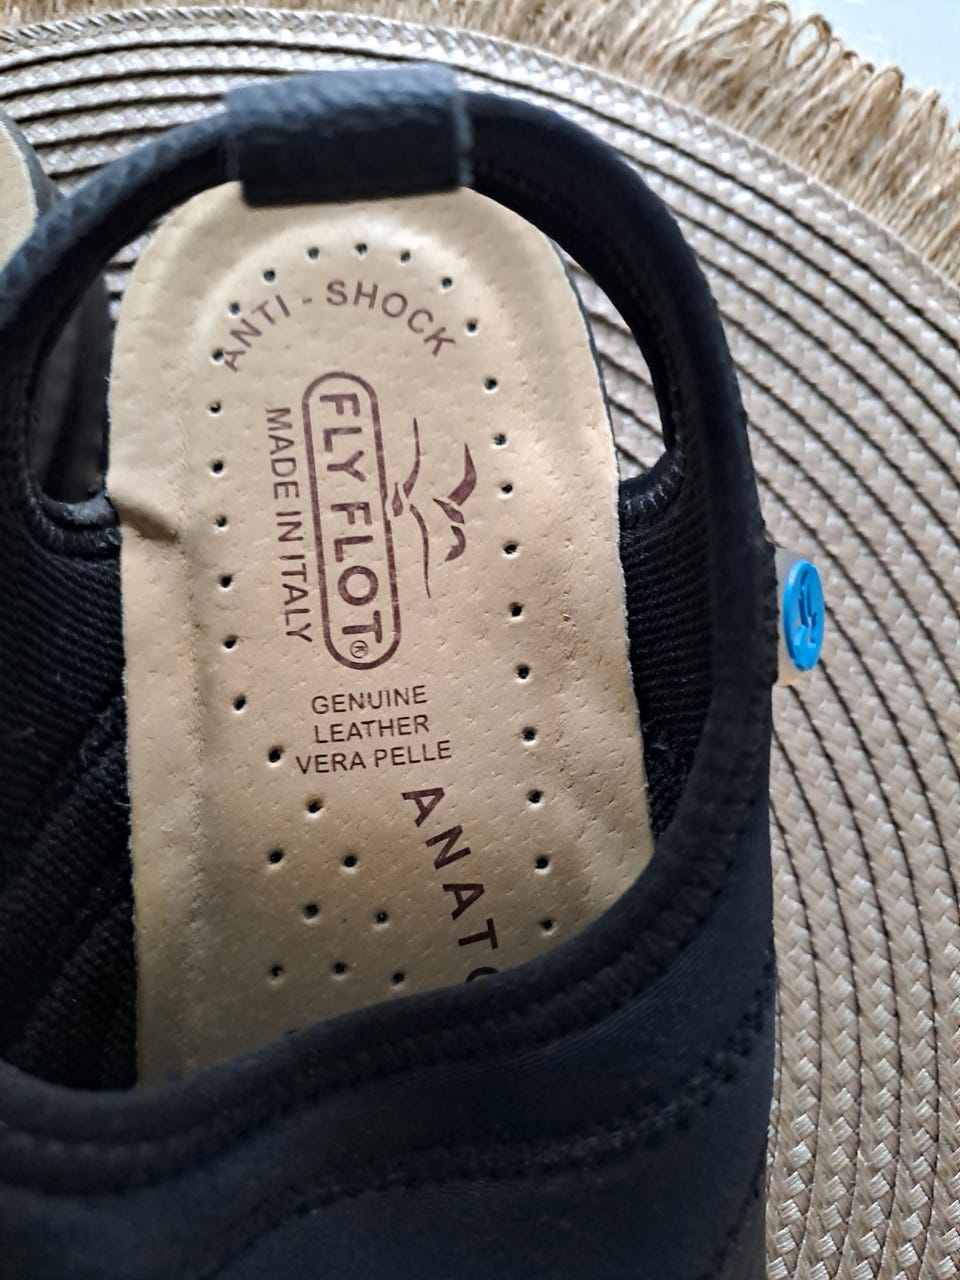 ANTI - SHOCK
FLY FLOT®
MADE IN ITALY
GENUINE
LEATHER
VERA PELLE
ANATO